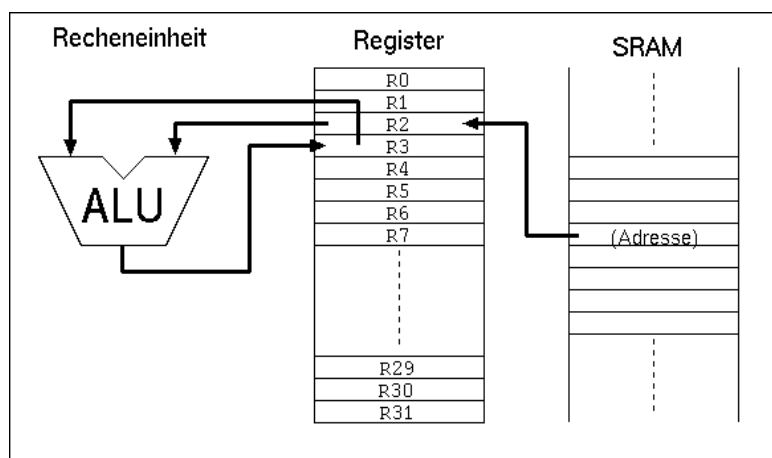 Recheneinheit
Register
SRAM
R0
R1
R2
R3
R4
R5
R6
R7
R29
R30
R31
ALU
(Adresse)